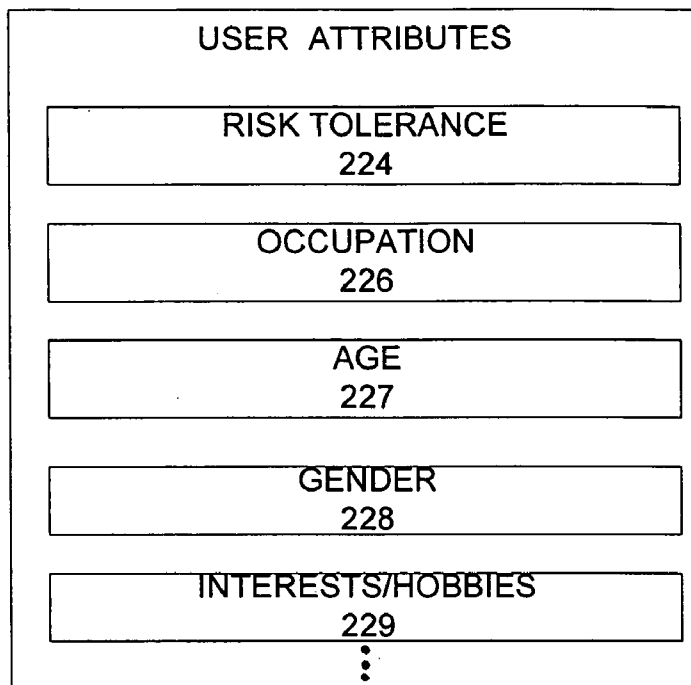 USER ATTRIBUTES
RISK TOLERANCE
224
OCCUPATION
226
AGE
227
GENDER
228
INTERESTS/HOBBIES
229